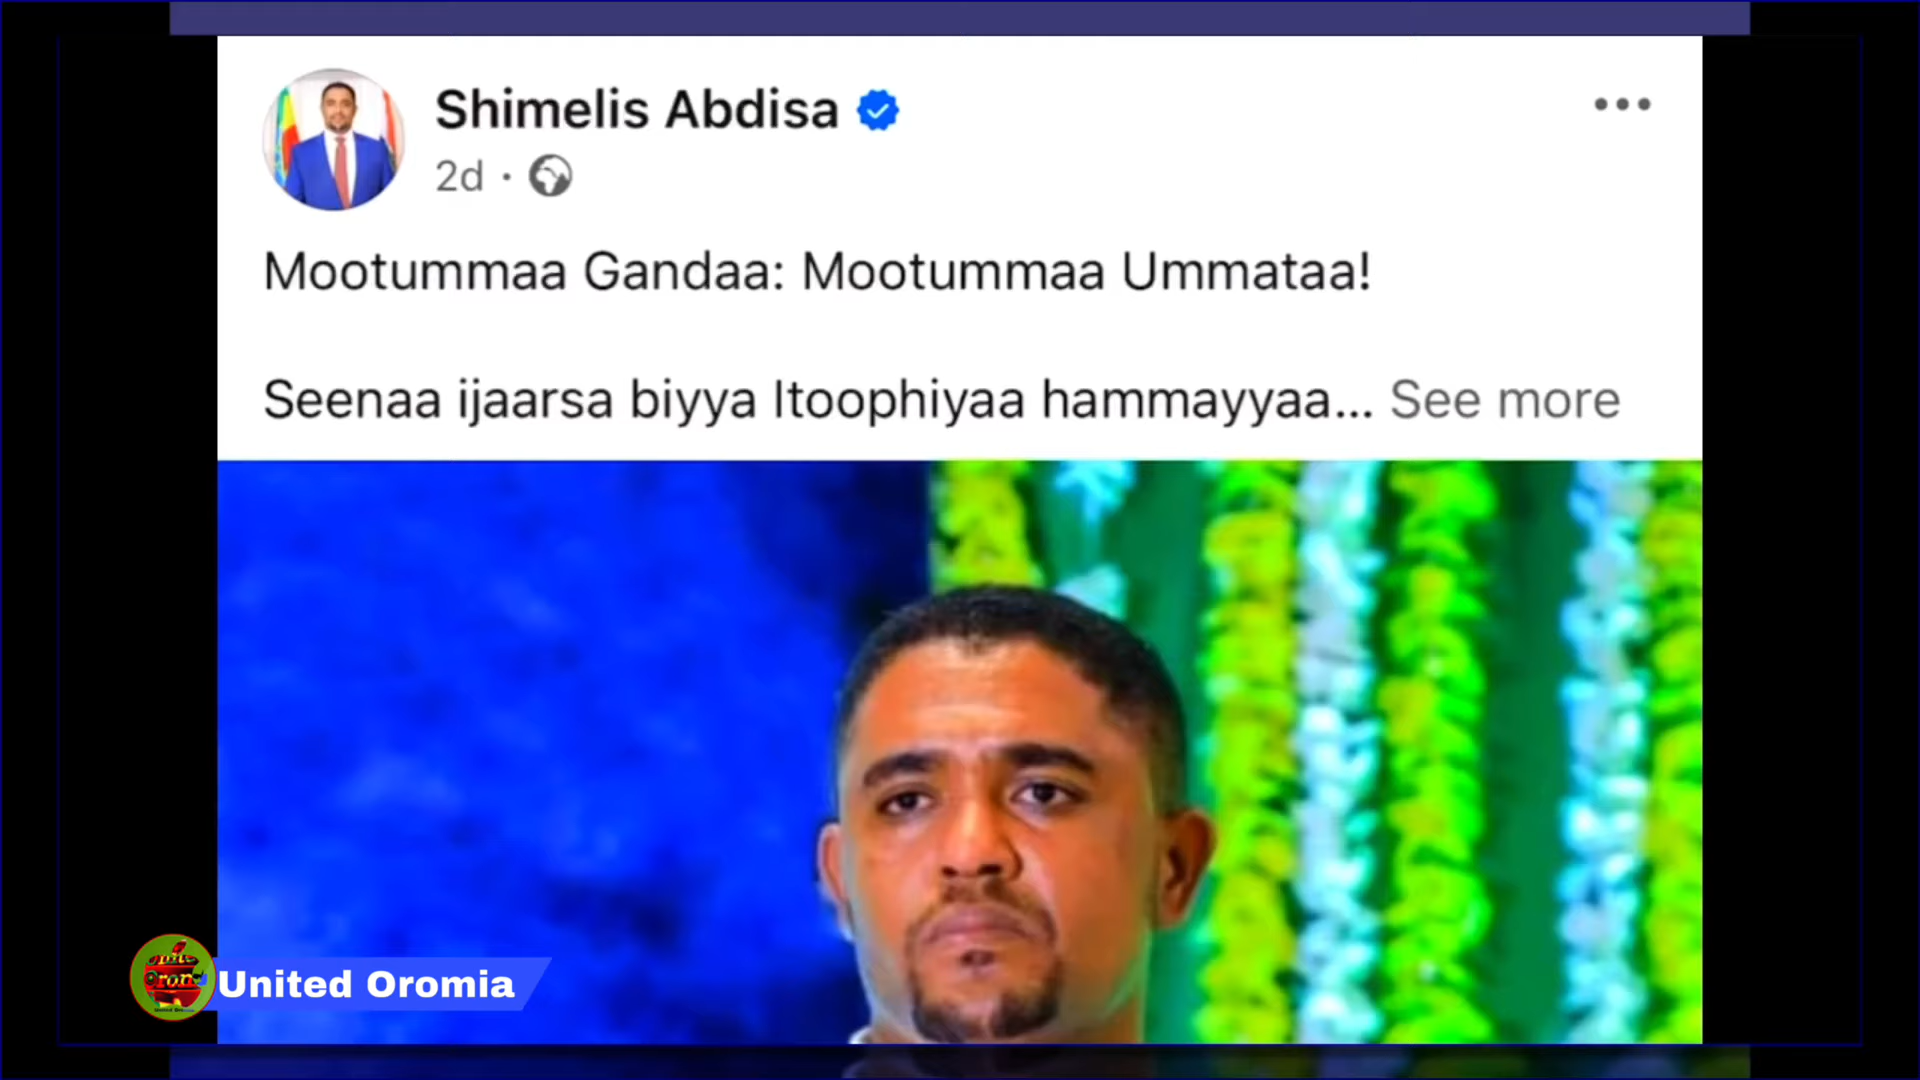 Shimelis Abdisa
2d ·
Mootummaa Gandaa: Mootummaa Ummataa!
Seenaa ijaarsa biyya Itoophiyaa hammayyaa... See more
United Oromia